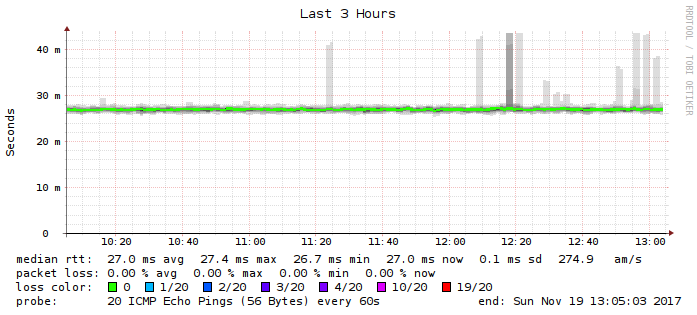 Last 3 Hours
RRDTOOL / TOBI OETIKER
Seconds
40 m
30 m
20 m
10 m
0
10:20 10:40 11:00 11:20 11:40 12:00 12:20 12:40 13:00
median rtt: 27.0 ms avg 27.4 ms max 26.7 ms min 27.0 ms now 0.1 ms sd 274.9 am/s
packet loss: 0.00 % avg 0.00 % max 0.00 % min 0.00 % now
loss color: 0 1/20 2/20 3/20 4/20 10/20 19/20
probe: 20 ICMP Echo Pings (56 Bytes) every 60s end: Sun Nov 19 13:05:03 2017